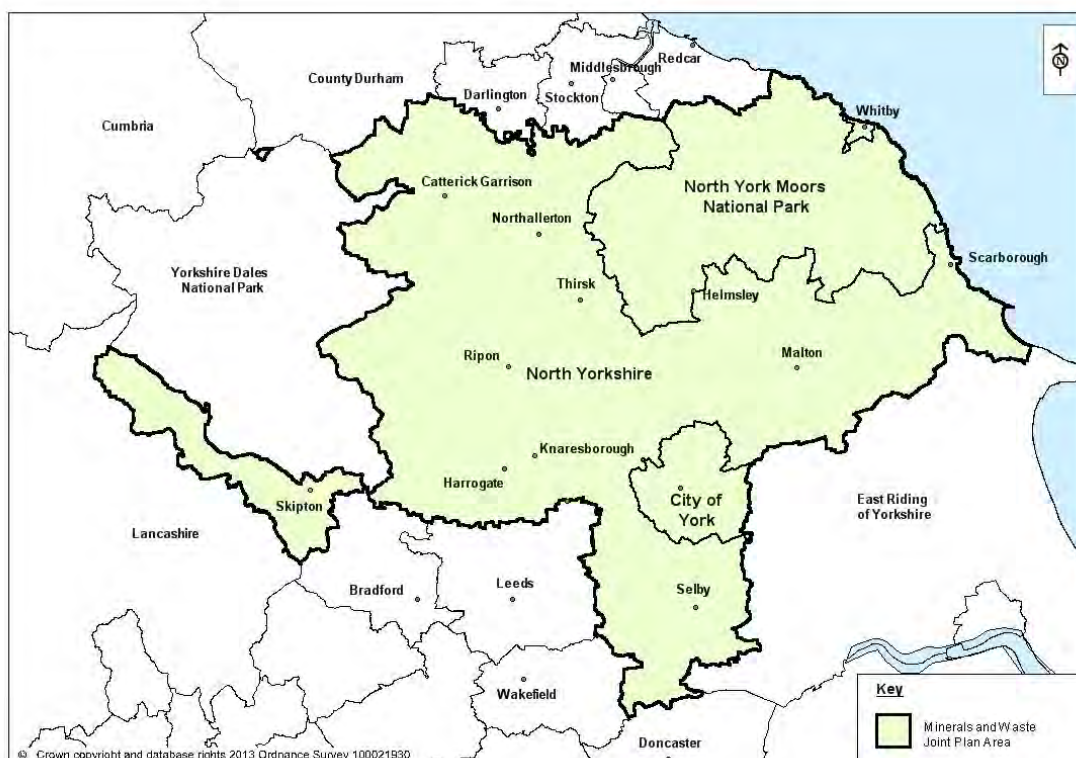 Redcar
Middlesbrough
County Durham
Darlington
Stockton
Cumbria
Whitby
Catterick Garrison
North York Moors
National Park
Northallerton
Scarborough
Yorkshire Dales
National Park
Thirsk
Helmsley
Ripon
North Yorkshire
Malton
Knaresborough
Harrogate
City of
York
East Riding
of Yorkshire
Skipton
Lancashire
Bradford
Leeds
Selby
Wakefield
Doncaster
Key
Minerals and Waste
Joint Plan Area
© Crown copyright and database rights 2013 Ordnance Survey 100021930
N